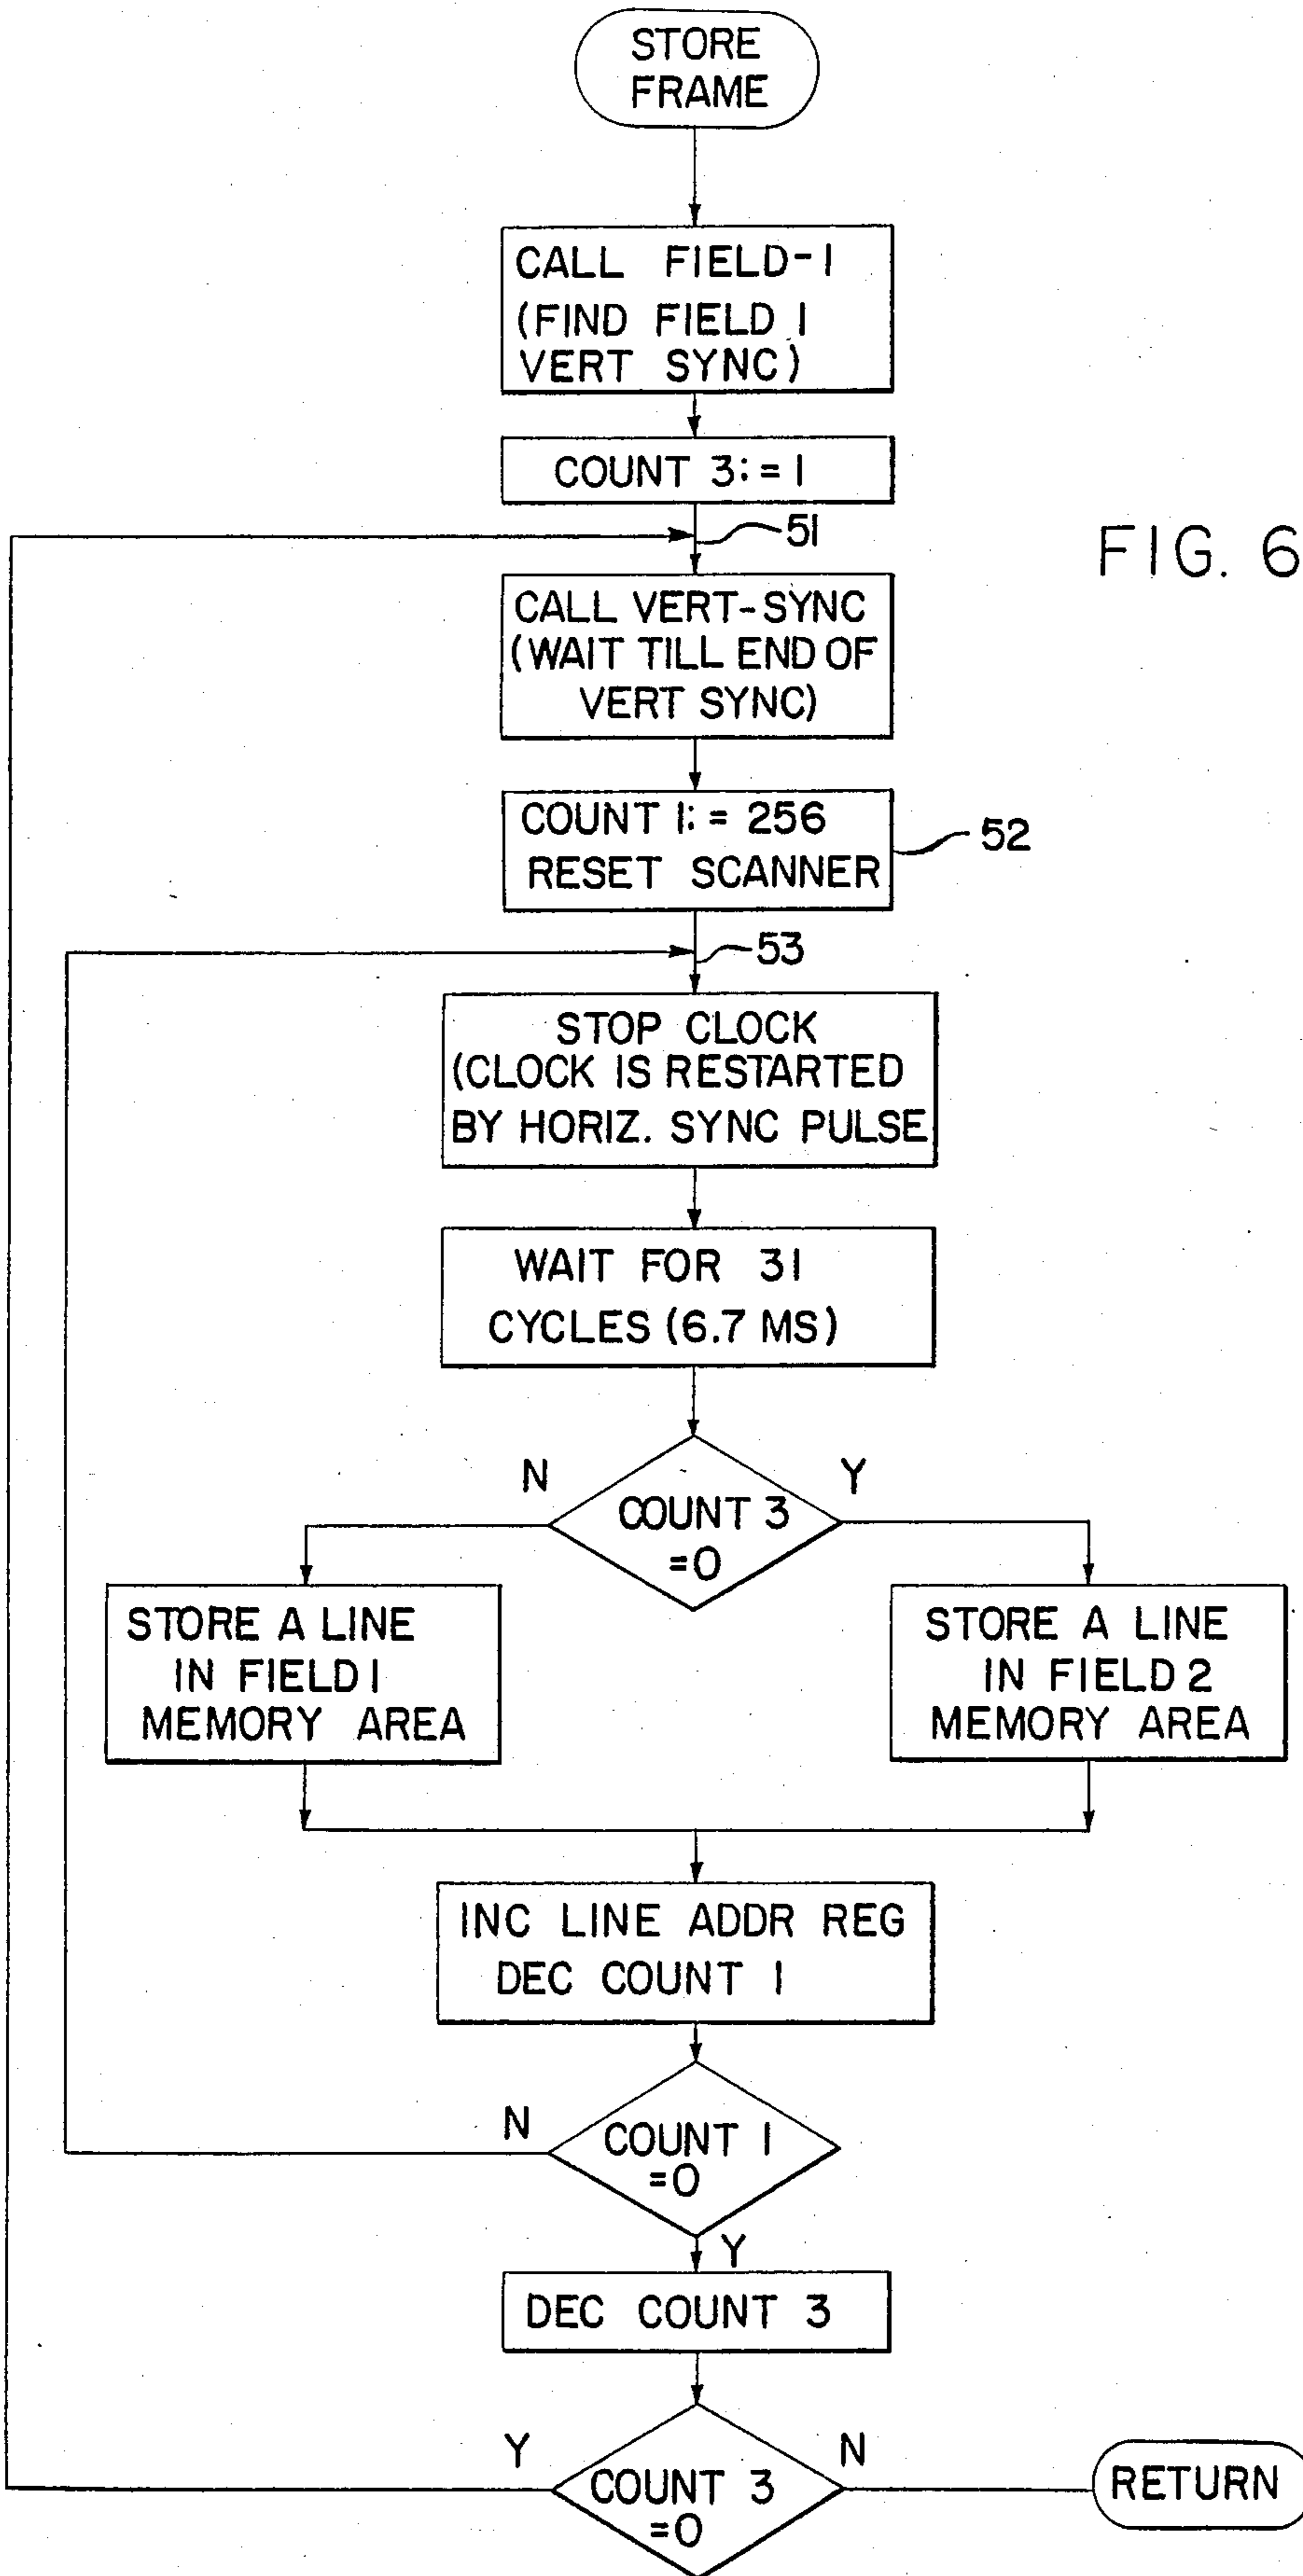 STORE
FRAME
CALL FIELD-1
(FIND FIELD 1
VERT SYNC)
COUNT 3:=1
51
FIG. 6
CALL VERT-SYNC
(WAIT TILL END OF
VERT SYNC)
COUNT 1:= 256
RESET SCANNER
52
53
STOP CLOCK
(CLOCK IS RESTARTED
BY HORIZ. SYNC PULSE
WAIT FOR 31
CYCLES (6.7 MS)
N
Y
COUNT 3
=0
STORE A LINE
IN FIELD 1
MEMORY AREA
STORE A LINE
IN FIELD 2
MEMORY AREA
INC LINE ADDR REG
DEC COUNT 1
N
COUNT 1
=0
Y
DEC COUNT 3
Y
N
COUNT 3
=0
RETURN